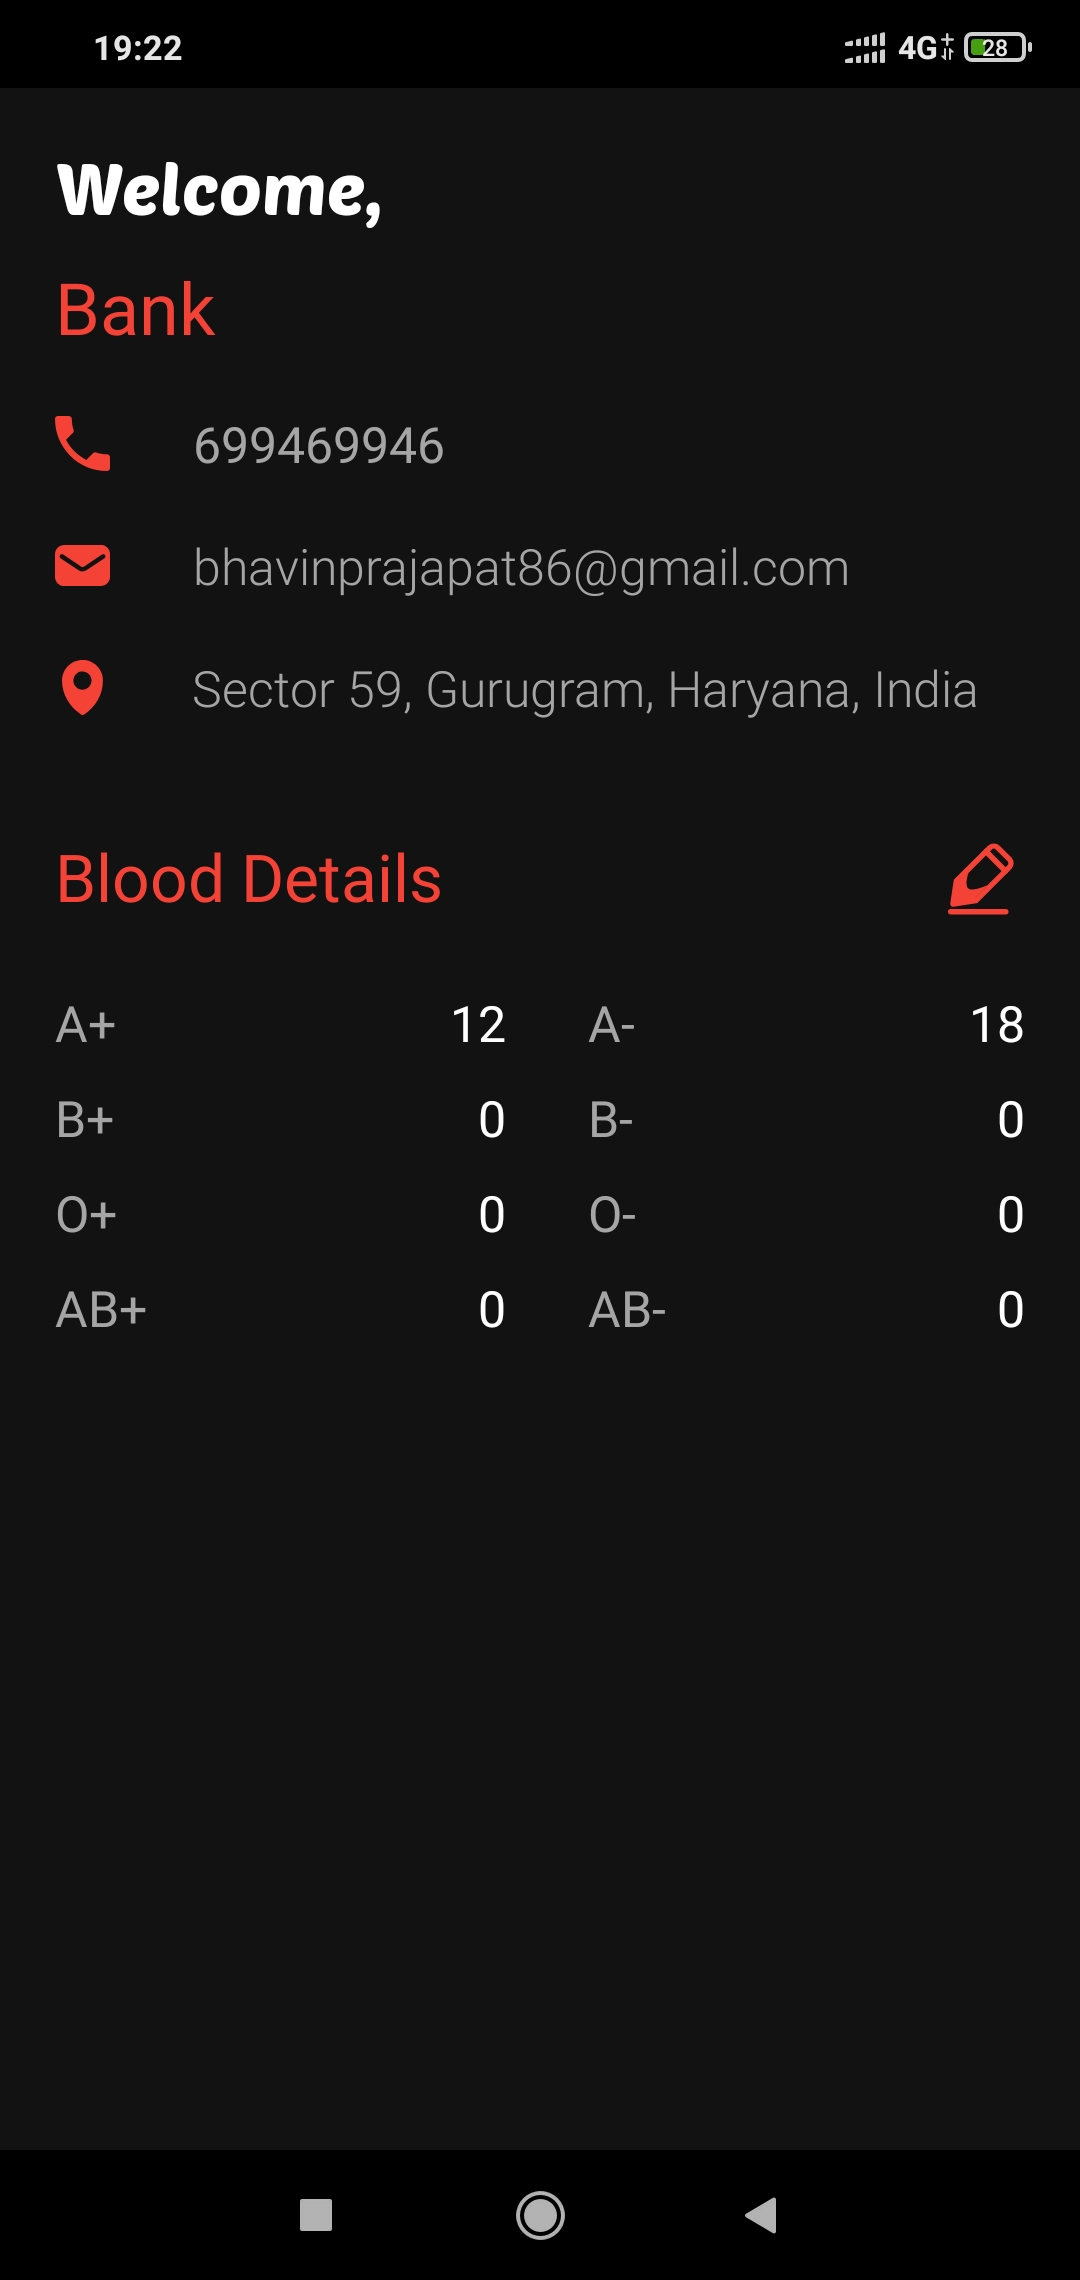 19:22 4G+ 28
Welcome,
Bank
699469946
bhavinprajapat86@gmail.com
Sector 59, Gurugram, Haryana, India
Blood Details
A+ 12 A- 18
B+ 0 B- 0
O+ 0 O- 0
AB+ 0 AB- 0